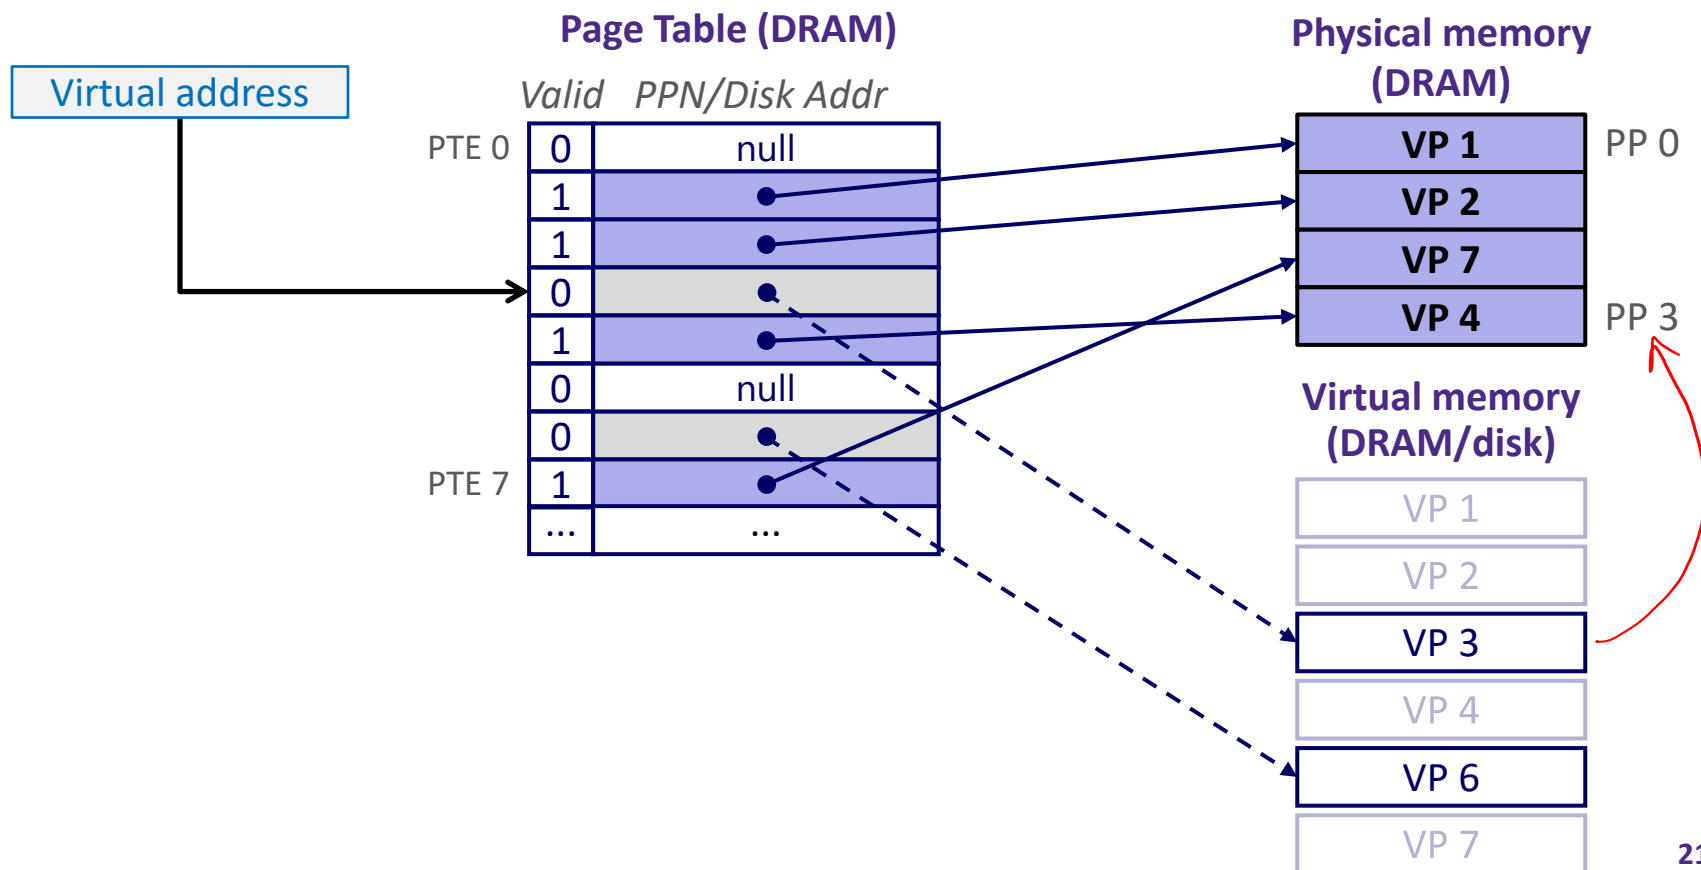 Page Table (DRAM)
Physical memory
(DRAM)
Virtual address
Valid PPN/Disk Addr
PTE 0 0 null
1
1
0
1
0 null
0
PTE 7 1
... ...
VP 1 PP 0
VP 2
VP 7
VP 4 PP 3
Virtual memory
(DRAM/disk)
VP 1
VP 2
VP 3
VP 4
VP 6
VP 7
21